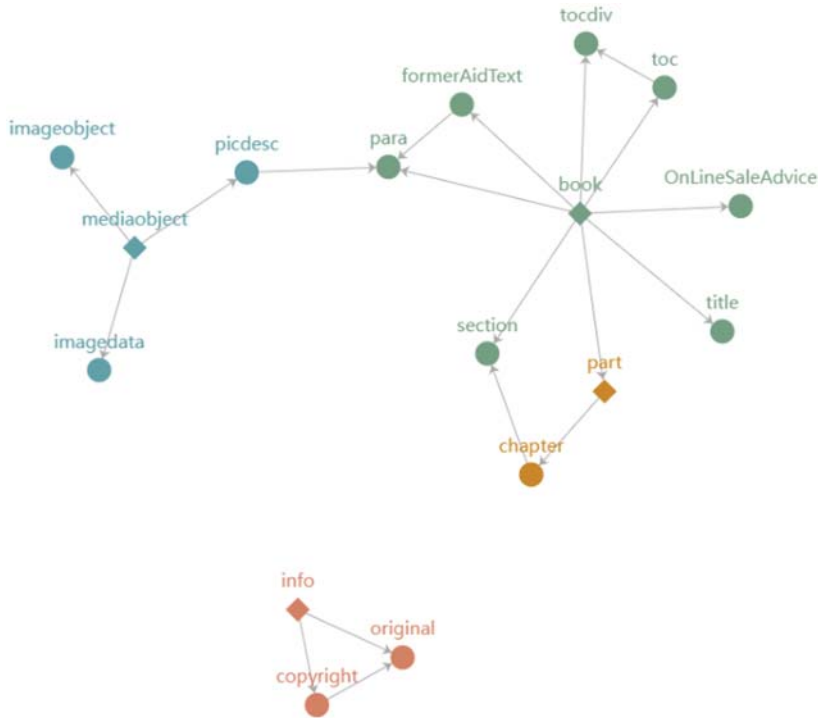 tocdiv
toc
formerAidText
imageobject
picdesc
para
book
OnLineSaleAdvice
mediaobject
title
section
imagedata
part
chapter
info
original
copyright